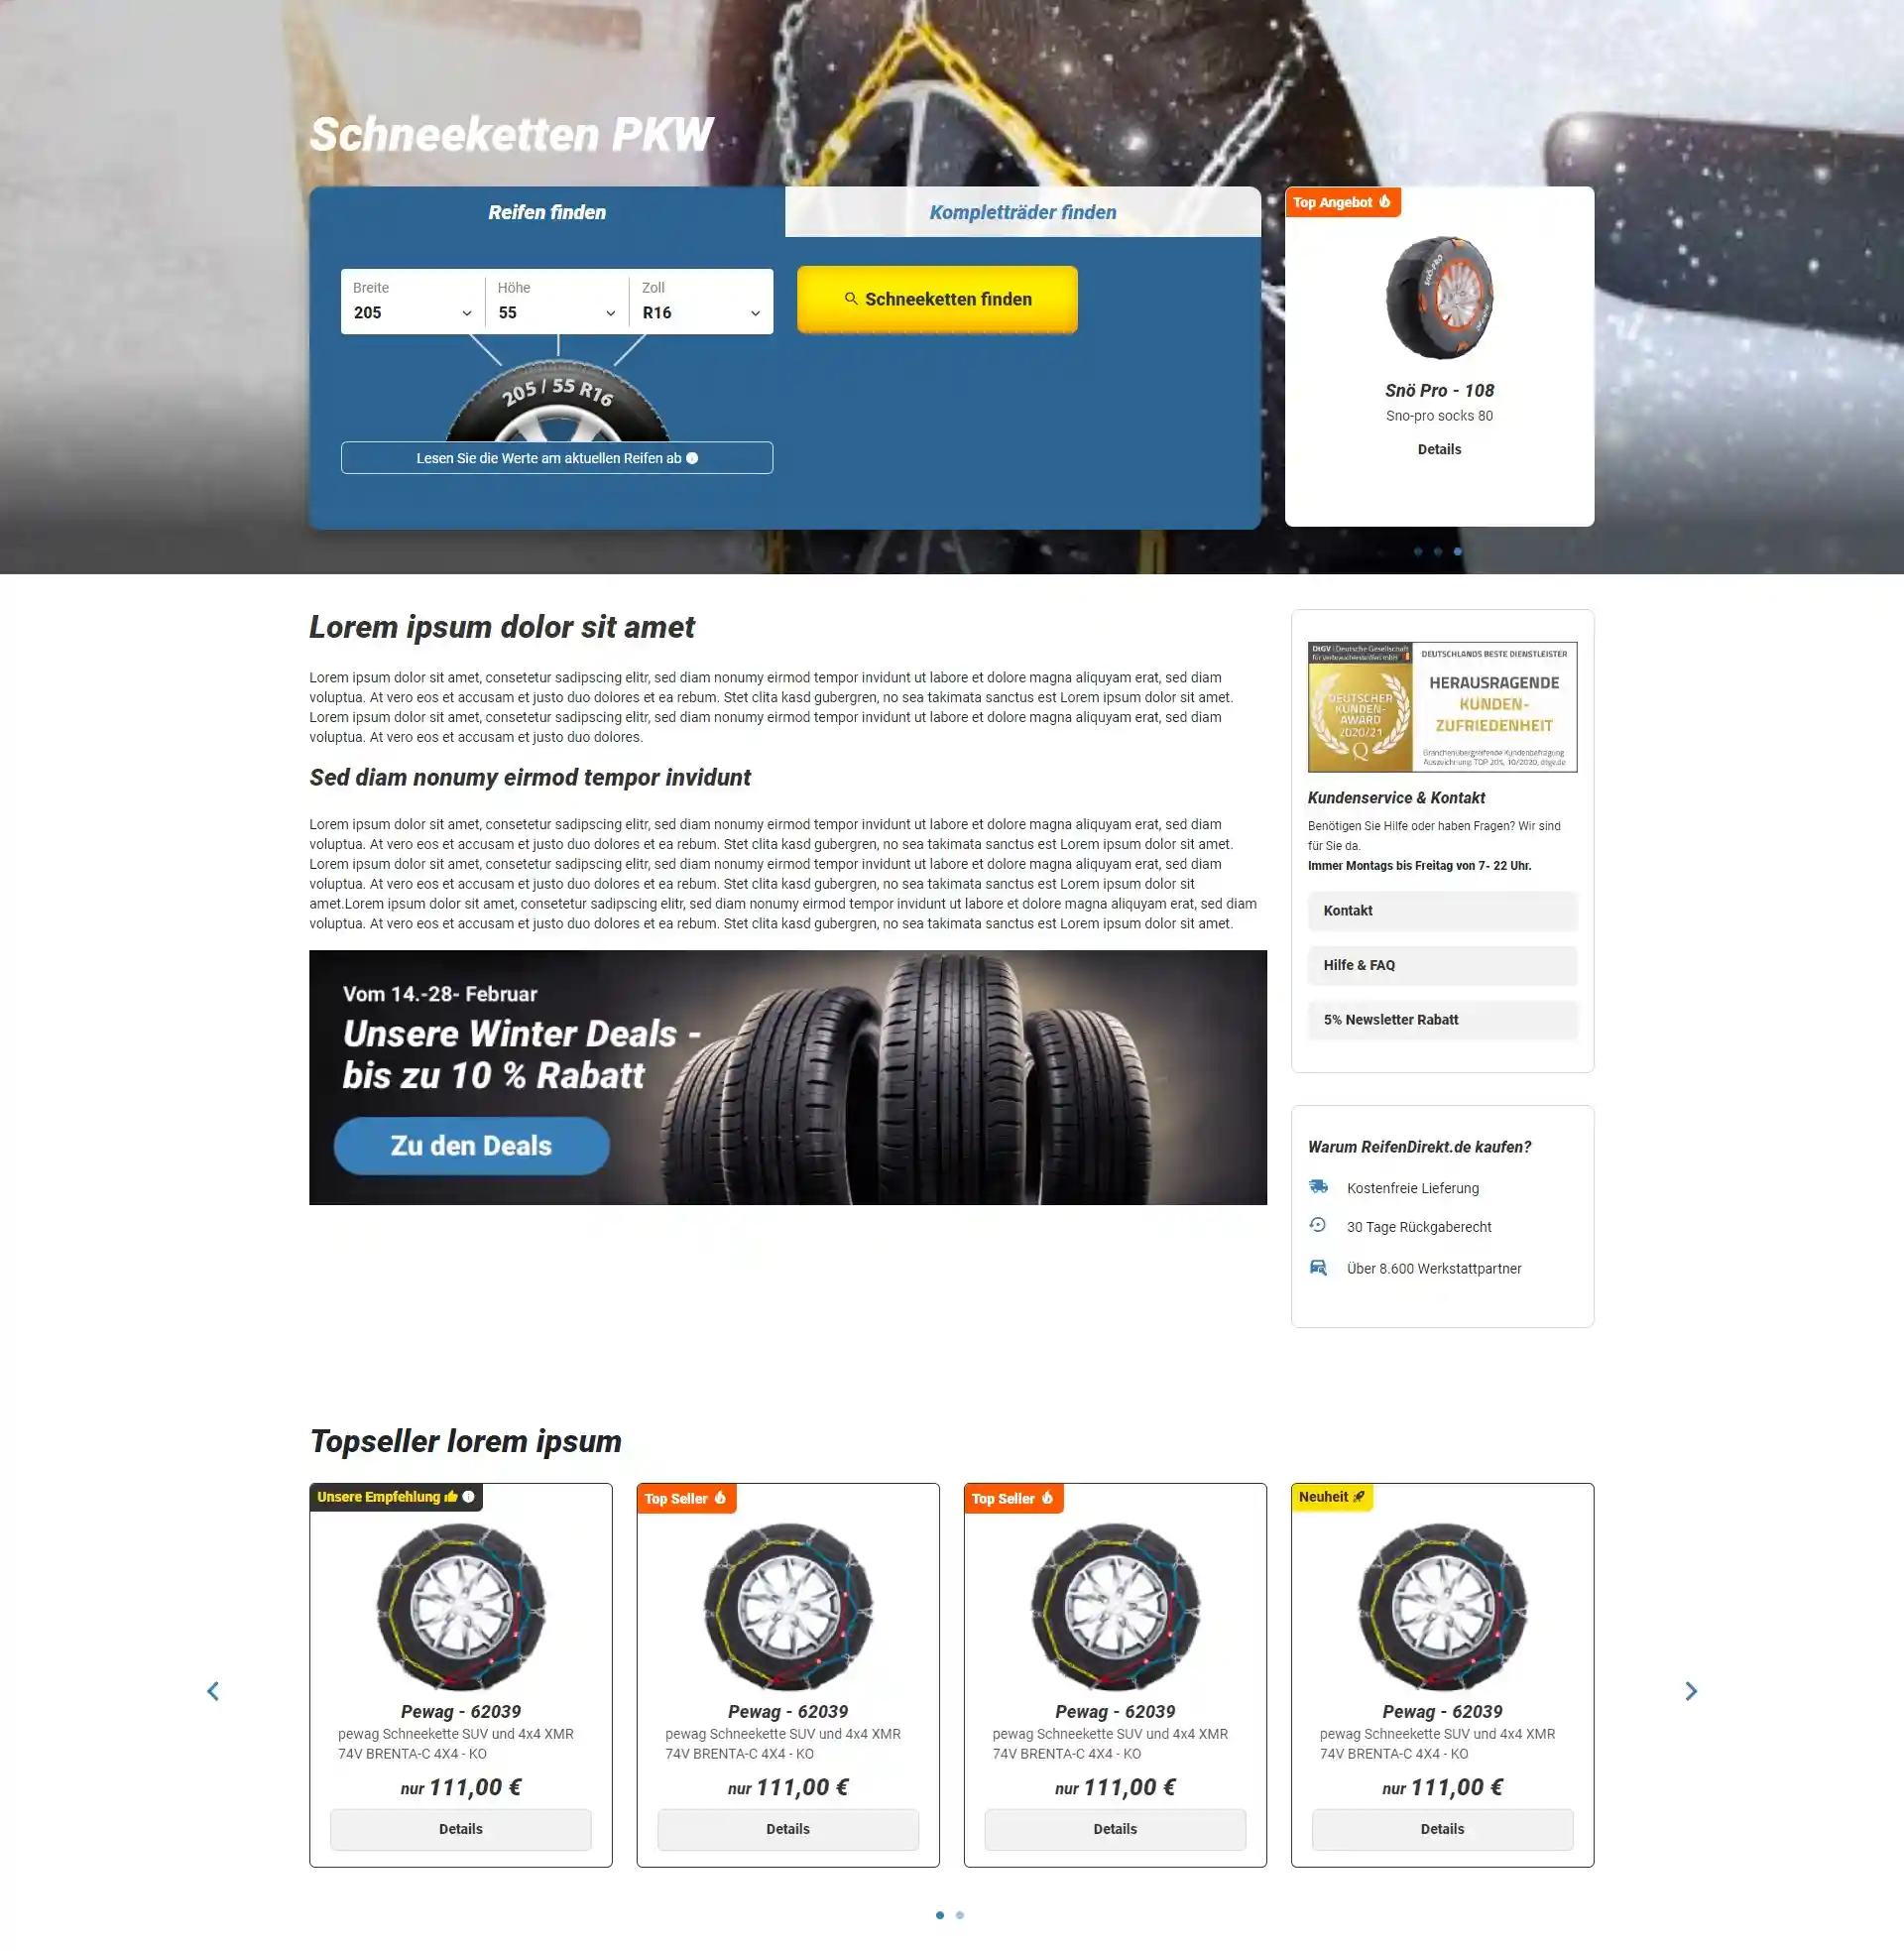 Schneeketten PKW
Reifen finden
Kompletträder finden
Breite
205
Höhe
55
Zoll
R16
Schneeketten finden
205 / 55 R16
Lesen Sie die Werte am aktuellen Reifen ab
Top Angebot
SNÖ PRO
Snö Pro - 108
Sno-pro socks 80
Details
Lorem ipsum dolor sit amet
Lorem ipsum dolor sit amet, consetetur sadipscing elitr, sed diam nonumy eirmod tempor invidunt ut labore et dolore magna aliquyam erat, sed diam
voluptua. At vero eos et accusam et justo duo dolores et ea rebum. Stet clita kasd gubergren, no sea takimata sanctus est Lorem ipsum dolor sit amet.
Lorem ipsum dolor sit amet, consetetur sadipscing elitr, sed diam nonumy eirmod tempor invidunt ut labore et dolore magna aliquyam erat, sed diam
voluptua. At vero eos et accusam et justo duo dolores.
Sed diam nonumy eirmod tempor invidunt
Lorem ipsum dolor sit amet, consetetur sadipscing elitr, sed diam nonumy eirmod tempor invidunt ut labore et dolore magna aliquyam erat, sed diam
voluptua. At vero eos et accusam et justo duo dolores et ea rebum. Stet clita kasd gubergren, no sea takimata sanctus est Lorem ipsum dolor sit amet.
Lorem ipsum dolor sit amet, consetetur sadipscing elitr, sed diam nonumy eirmod tempor invidunt ut labore et dolore magna aliquyam erat, sed diam
voluptua. At vero eos et accusam et justo duo dolores et ea rebum. Stet clita kasd gubergren, no sea takimata sanctus est Lorem ipsum dolor sit
amet.Lorem ipsum dolor sit amet, consetetur sadipscing elitr, sed diam nonumy eirmod tempor invidunt ut labore et dolore magna aliquyam erat, sed diam
voluptua. At vero eos et accusam et justo duo dolores et ea rebum. Stet clita kasd gubergren, no sea takimata sanctus est Lorem ipsum dolor sit amet.
Vom 14.-28- Februar
Unsere Winter Deals -
bis zu 10 % Rabatt
Zu den Deals
DtGV | Deutsche Gesellschaft
für Verbraucherstudien mbH
DEUTSCHER
KUNDEN-
AWARD
2020/21
Q
DEUTSCHLANDS BESTE DIENSTLEISTER
HERAUSRAGENDE
KUNDEN-
ZUFRIEDENHEIT
Branchenübergreifende Kundenbefragung
Auszeichnung TOP 20%, 10/2020, dtgv.de
Kundenservice & Kontakt
Benötigen Sie Hilfe oder haben Fragen? Wir sind
für Sie da.
Immer Montags bis Freitag von 7- 22 Uhr.
Kontakt
Hilfe & FAQ
5% Newsletter Rabatt
Warum ReifenDirekt.de kaufen?
Kostenfreie Lieferung
30 Tage Rückgaberecht
Über 8.600 Werkstattpartner
Topseller lorem ipsum
Unsere Empfehlung
Pewag - 62039
pewag Schneekette SUV und 4x4 XMR
74V BRENTA-C 4X4 - KO
nur 111,00 €
Details
Top Seller
Pewag - 62039
pewag Schneekette SUV und 4x4 XMR
74V BRENTA-C 4X4 - KO
nur 111,00 €
Details
Top Seller
Pewag - 62039
pewag Schneekette SUV und 4x4 XMR
74V BRENTA-C 4X4 - KO
nur 111,00 €
Details
Neuheit
Pewag - 62039
pewag Schneekette SUV und 4x4 XMR
74V BRENTA-C 4X4 - KO
nur 111,00 €
Details